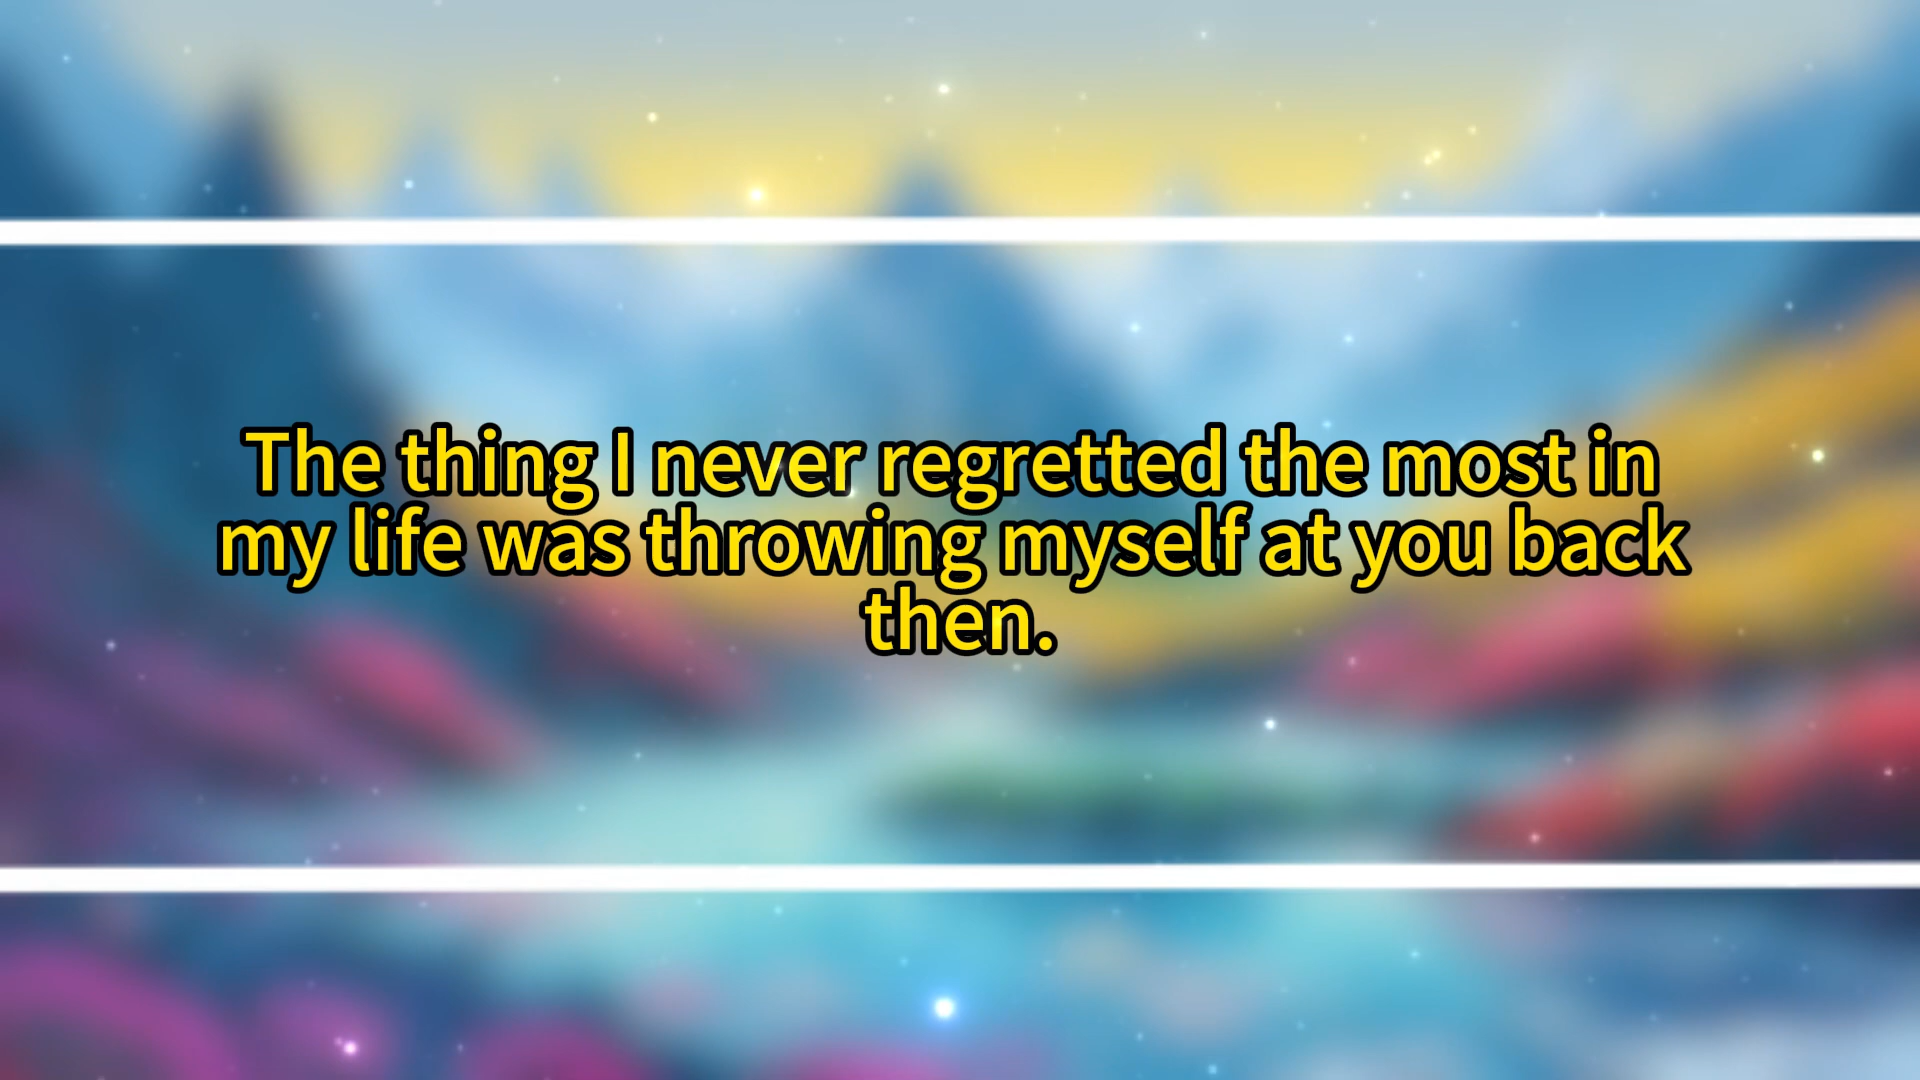 The thing I never regretted the most in
my life was throwing myself at you back
then.